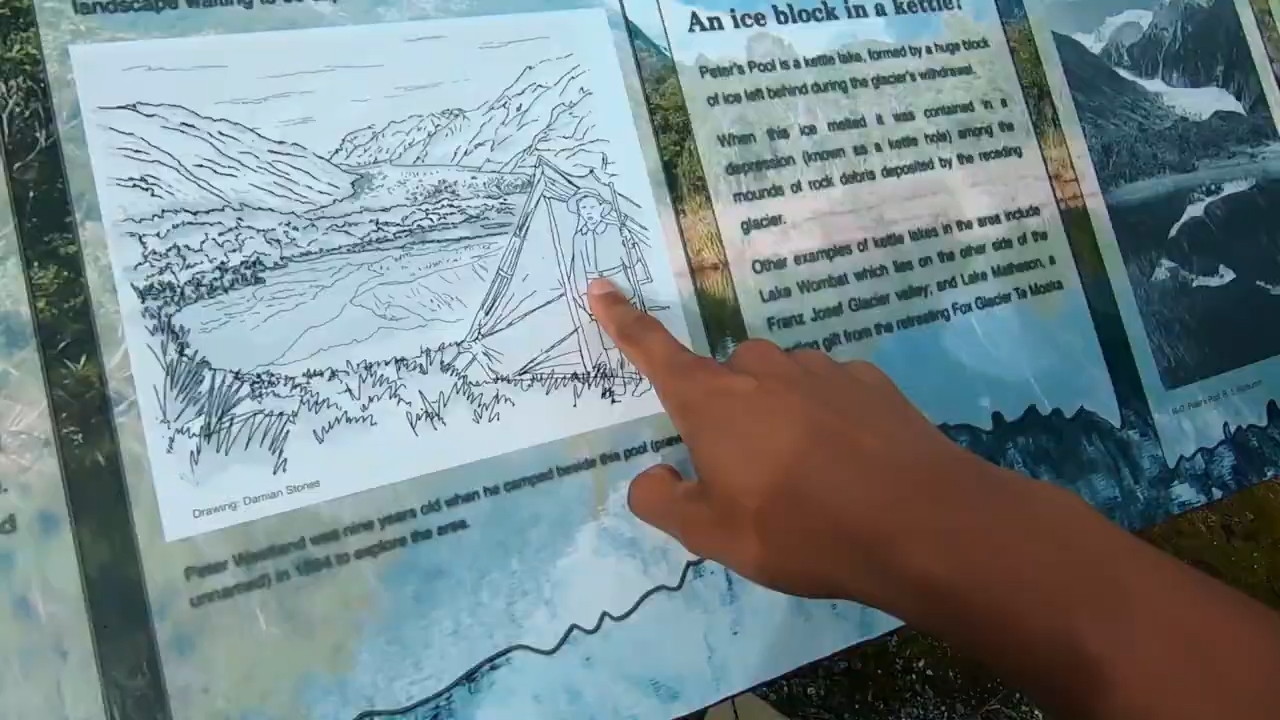 landscape waiting to be
Drawing: Damian Stones
Peter Westland was nine years old when he camped beside this pool
unnamed) in 1894 to explore the area.
An ice block in a kettle!
Peter's Pool is a kettle lake, formed by a huge block
of ice left behind during the glacier's withdrawal.
When this ice melted it was contained in a
depression (known as a kettle hole) among the
mounds of rock debris deposited by the receding
glacier.
Other examples of kettle lakes in the area include
Lake Wombat which lies on the other side of the
Franz Josef Glacier valley; and Lake Matheson, a
gift from the retreating Fox Glacier Te Moeka